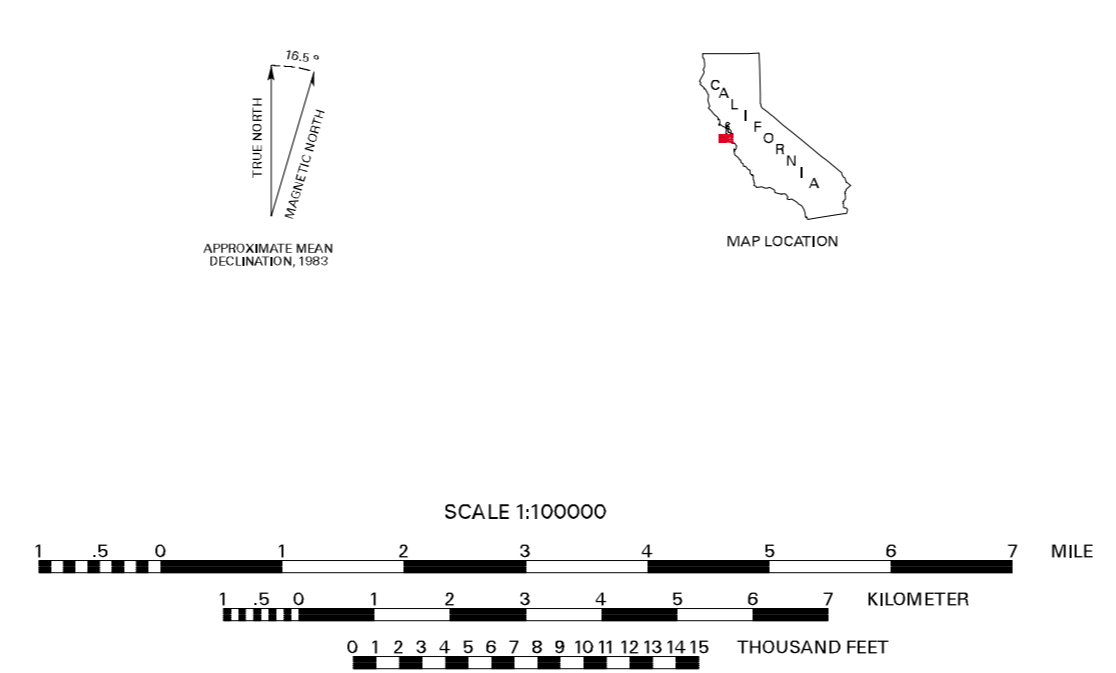 16.5 °
TRUE NORTH
MAGNETIC NORTH
APPROXIMATE MEAN
DECLINATION, 1983
CALIFORNIA
MAP LOCATION
SCALE 1:100000
1 .5 0 1 2 3 4 5 6 7 MILE
1 .5 0 1 2 3 4 5 6 7 KILOMETER
0 1 2 3 4 5 6 7 8 9 10 11 12 13 14 15 THOUSAND FEET